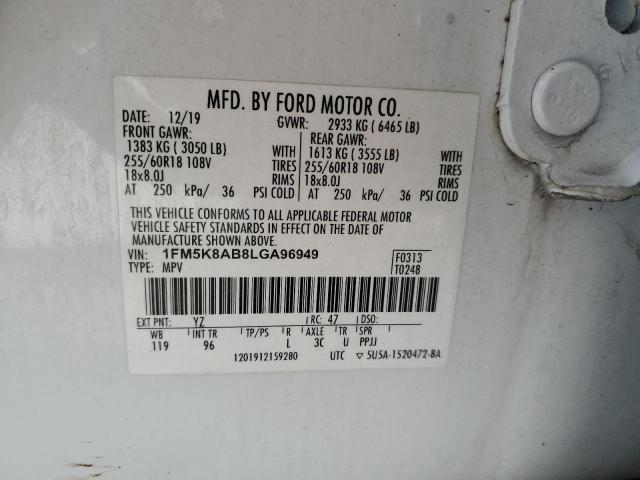 MFD. BY FORD MOTOR CO.
DATE: 12/19 GVWR: 2933 KG ( 6465 LB)
FRONT GAWR: REAR GAWR:
1383 KG ( 3050 LB) WITH 1613 KG ( 3555 LB) WITH
255/60R18 108V TIRES 255/60R18 108V TIRES
18x8.0J RIMS 18x8.0J RIMS
AT 250 kPa/ 36 PSI COLD AT 250 kPa/ 36 PSI COLD
THIS VEHICLE CONFORMS TO ALL APPLICABLE FEDERAL MOTOR
VEHICLE SAFETY STANDARDS IN EFFECT ON THE DATE OF
MANUFACTURE SHOWN ABOVE.
VIN: 1FM5K8AB8LGA96949 F0313
TYPE: MPV T0248
EXT PNT: YZ RC: 47 DSO:
WB INT TR TP/PS R AXLE TR SPR
119 96 L 3C U PPJJ
1201912159280 UTC ▽ 5U5A-1520472-BA